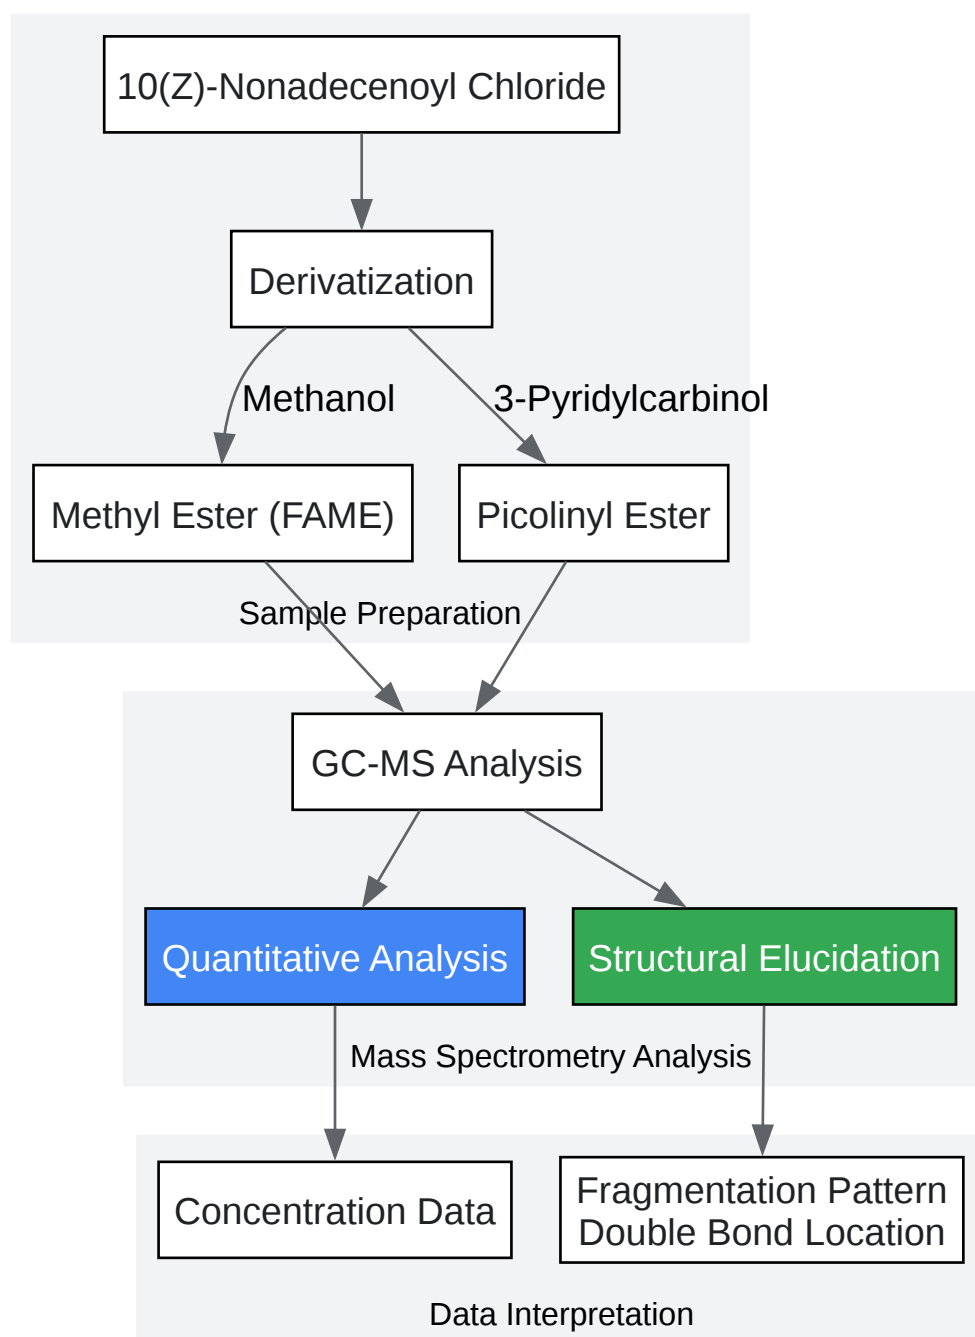 10(Z)-Nonadecenoyl Chloride
Derivatization
Methanol
3-Pyridylcarbinol
Methyl Ester (FAME)
Picolinyl Ester
Sample Preparation
GC-MS Analysis
Quantitative Analysis
Structural Elucidation
Mass Spectrometry Analysis
Concentration Data
Fragmentation Pattern
Double Bond Location
Data Interpretation